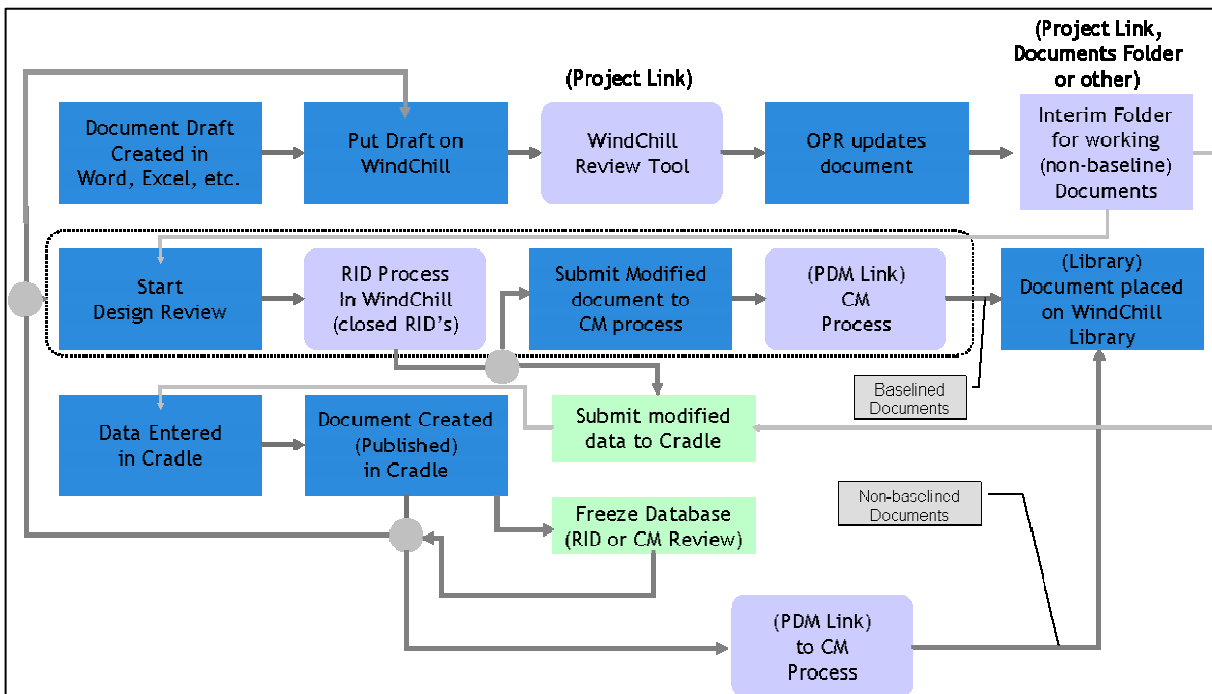 (Project Link,
Documents Folder
or other)
(Project Link)
Document Draft
Created in
Word, Excel, etc.
Put Draft on
WindChill
WindChill
Review Tool
OPR updates
document
Interim Folder
for working
(non-baseline)
Documents
Start
Design Review
RID Process
In WindChill
(closed RID's)
Submit Modified
document to
CM process
(PDM Link)
CM
Process
(Library)
Document placed
on WindChill
Library
Baselined
Documents
Data Entered
in Cradle
Document Created
(Published)
in Cradle
Submit modified
data to Cradle
Non-baselined
Documents
Freeze Database
(RID or CM Review)
(PDM Link)
to CM
Process